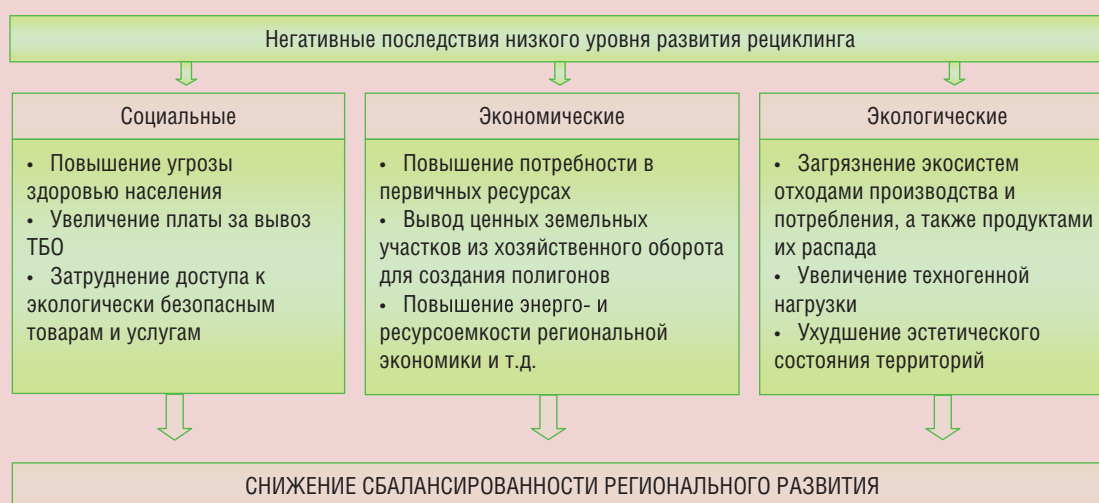 Негативные последствия низкого уровня развития рециклинга
Социальные
• Повышение угрозы
здоровью населения
• Увеличение платы за вывоз
ТБО
• Затруднение доступа к
экологически безопасным
товарам и услугам
Экономические
• Повышение потребности в
первичных ресурсах
• Вывод ценных земельных
участков из хозяйственного оборота
для создания полигонов
• Повышение энерго- и
ресурсоемкости региональной
экономики и т.д.
Экологические
• Загрязнение экосистем
отходами производства и
потребления, а также продуктами
их распада
• Увеличение техногенной
нагрузки
• Ухудшение эстетического
состояния территорий
СНИЖЕНИЕ СБАЛАНСИРОВАННОСТИ РЕГИОНАЛЬНОГО РАЗВИТИЯ